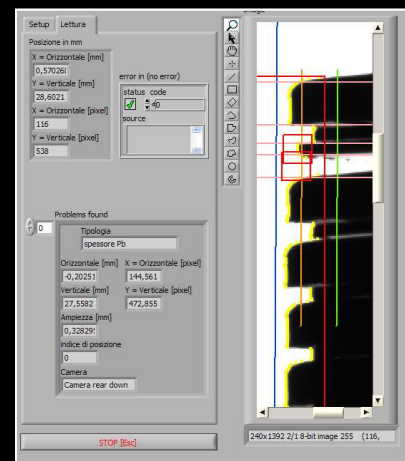 Image
Setup Lettura
Posizione in mm
X = Orizzontale [mm]
0,57026
Y = Verticale [mm]
28,6021
X = Orizzontale [pixel]
116
Y = Verticale [pixel]
538
error in (no error)
status code
source
Problems found
0
Tipologia
spessore Pb
Orizzontale [mm] X = Orizzontale [pixel]
-0,20251 144,561
Verticale [mm] Y = Verticale [pixel]
27,5582 472,855
Ampiezza [mm]
0,32829
indice di posizione
0
Camera
Camera rear down
STOP [Esc]
240x1392 2/1 8-bit image 255 (116,